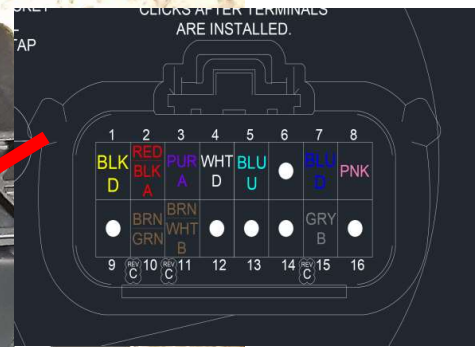 CLICKS AFTER TERMINALS
ARE INSTALLED.
TAP
1 2 3 4 5 6 7 8
BLK D
RED BLK A
PUR A
WHT D
BLU U
BLU D
PNK
BRN GRN
BRN WHT B
GRY B
9 REV C 10 REV C 11 12 13 14 REV C 15 16